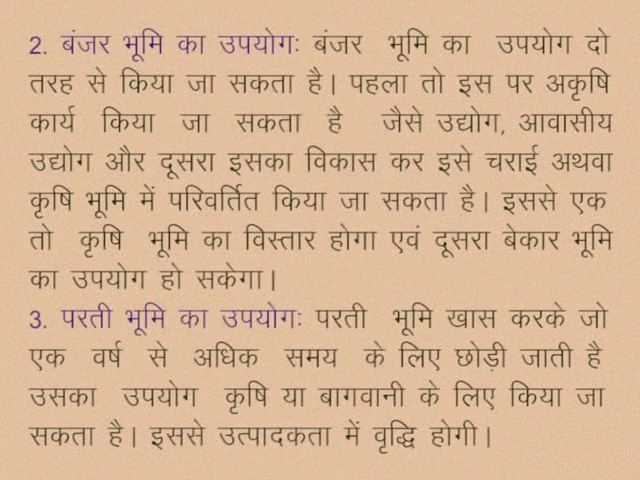 2. बंजर भूमि का उपयोगः बंजर भूमि का उपयोग दो
तरह से किया जा सकता है। पहला तो इस पर अकृषि
कार्य किया जा सकता है जैसे उद्योग, आवासीय
उद्योग और दूसरा इसका विकास कर इसे चराई अथवा
कृषि भूमि में परिवर्तित किया जा सकता है। इससे एक
तो कृषि भूमि का विस्तार होगा एवं दूसरा बेकार भूमि
का उपयोग हो सकेगा।
3. परती भूमि का उपयोगः परती भूमि खास करके जो
एक वर्ष से अधिक समय के लिए छोड़ी जाती है
उसका उपयोग कृषि या बागवानी के लिए किया जा
सकता है। इससे उत्पादकता में वृद्धि होगी।